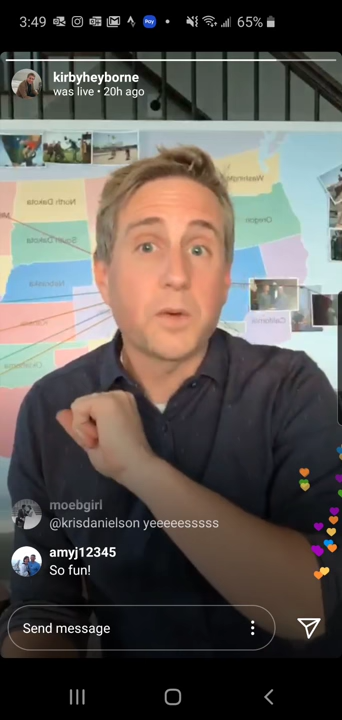 3:49
Pay
65%
kirbyheyborne
was live • 20h ago
North Dakota
Washington
South Dakota
Oregon
Nebraska
California
moebgirl
@krisdanielson yeeeeesssss
amyj12345
So fun!
Send message